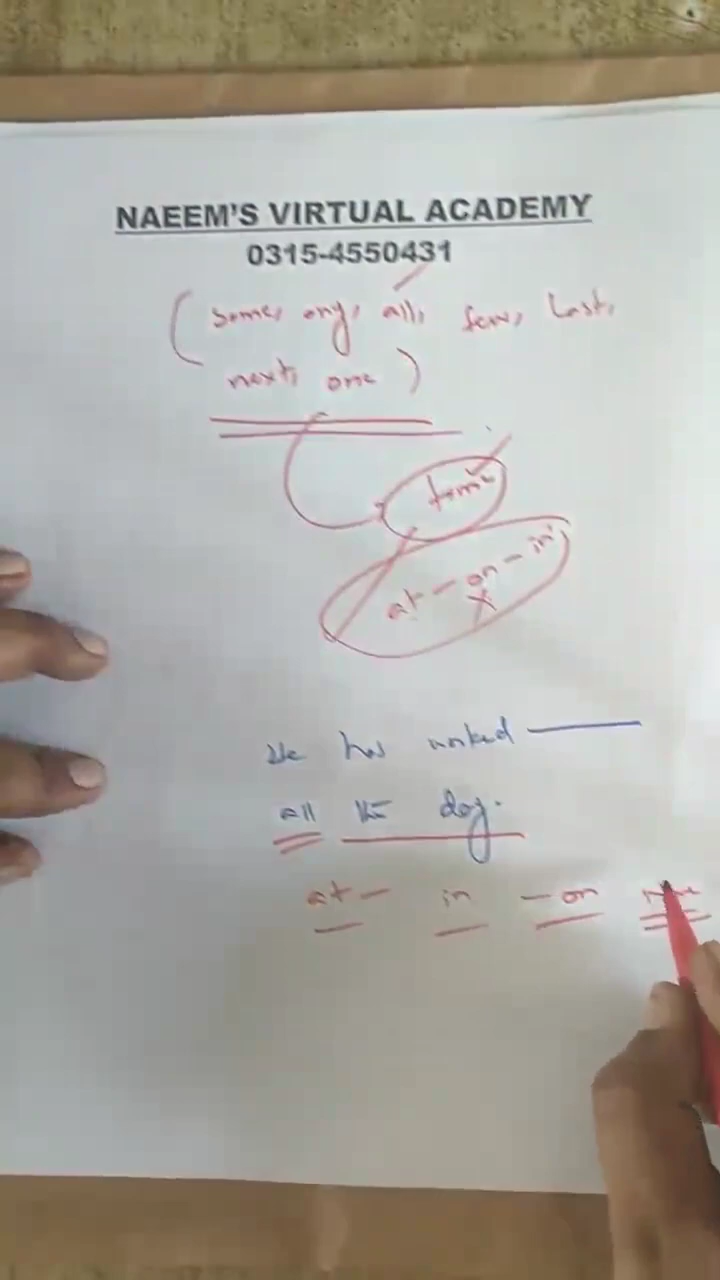 NAEEM'S VIRTUAL ACADEMY
0315-4550431
( some, any, all, few, last,
next, one )
time
at - on - in
x
He has worked ———
all the day.
at - in - on